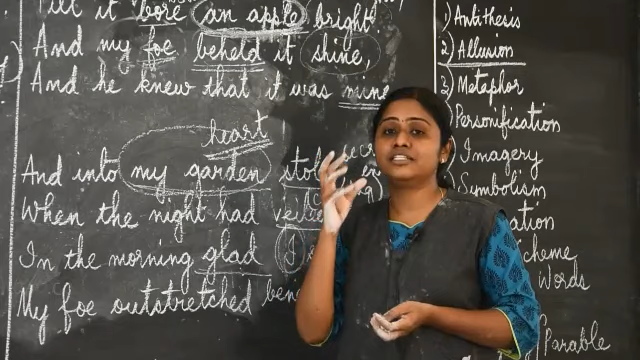 it bore an apple bright.
And my foe beheld it shine,
And he knew that it was mine
heart
And into my garden stole
When the night had veiled
In the morning glad I
My foe outstretched
1) Antithesis
2) Allusion
3) Metaphor
Personification
Imagery
Symbolism
ation
cheme
Words
Parable